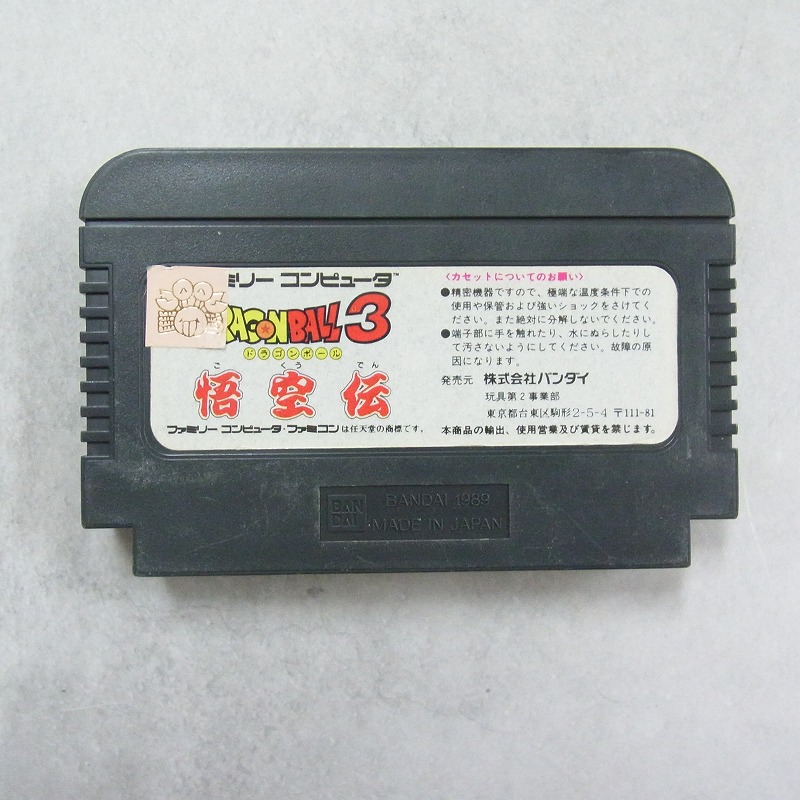 ミリー コンピュータ™
DRAGON BALL 3
ドラゴンボール
ご くう でん
悟空伝
ファミリー コンピュータ・ファミコンは任天堂の商標です。
〈カセットについてのお願い〉
●精密機器ですので、極端な温度条件下での
使用や保管および強いショックをさけてく
ださい。また絶対に分解しないでください。
●端子部に手を触れたり、水にぬらしたりし
て汚さないようにしてください。故障の原
因になります。
発売元 株式会社バンダイ
玩具第2事業部
東京都台東区駒形2-5-4 〒111-81
本商品の輸出、使用営業及び賃貸を禁じます。
BAN
DAI
BANDAI 1989
MADE IN JAPAN